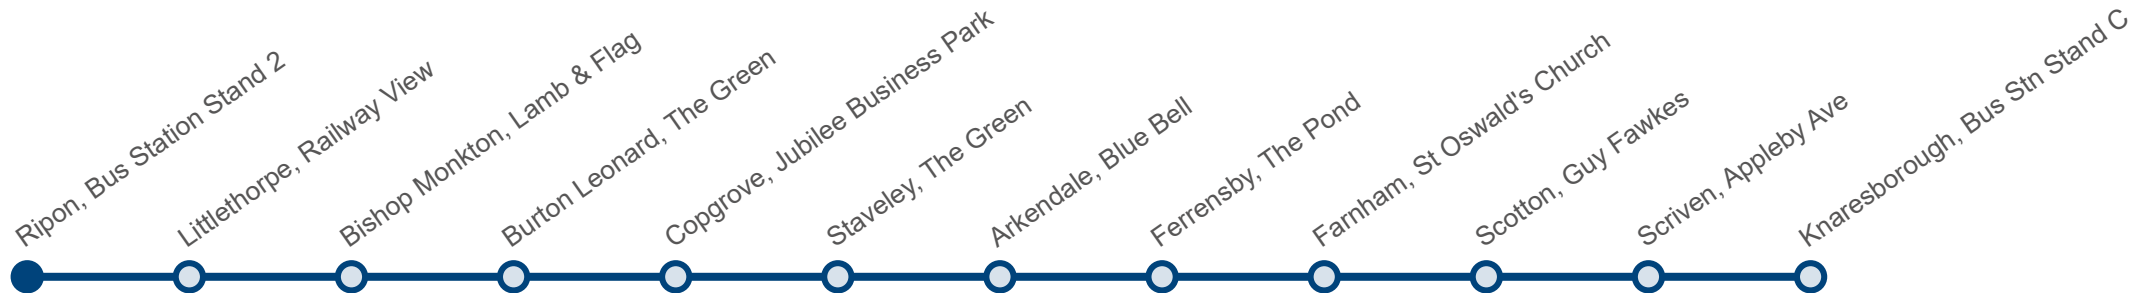 Ripon, Bus Station Stand 2
Littlethorpe, Railway View
Bishop Monkton, Lamb & Flag
Burton Leonard, The Green
Copgrove, Jubilee Business Park
Staveley, The Green
Arkendale, Blue Bell
Ferrensby, The Pond
Farnham, St Oswald's Church
Scotton, Guy Fawkes
Scriven, Appleby Ave
Knaresborough, Bus Stn Stand C